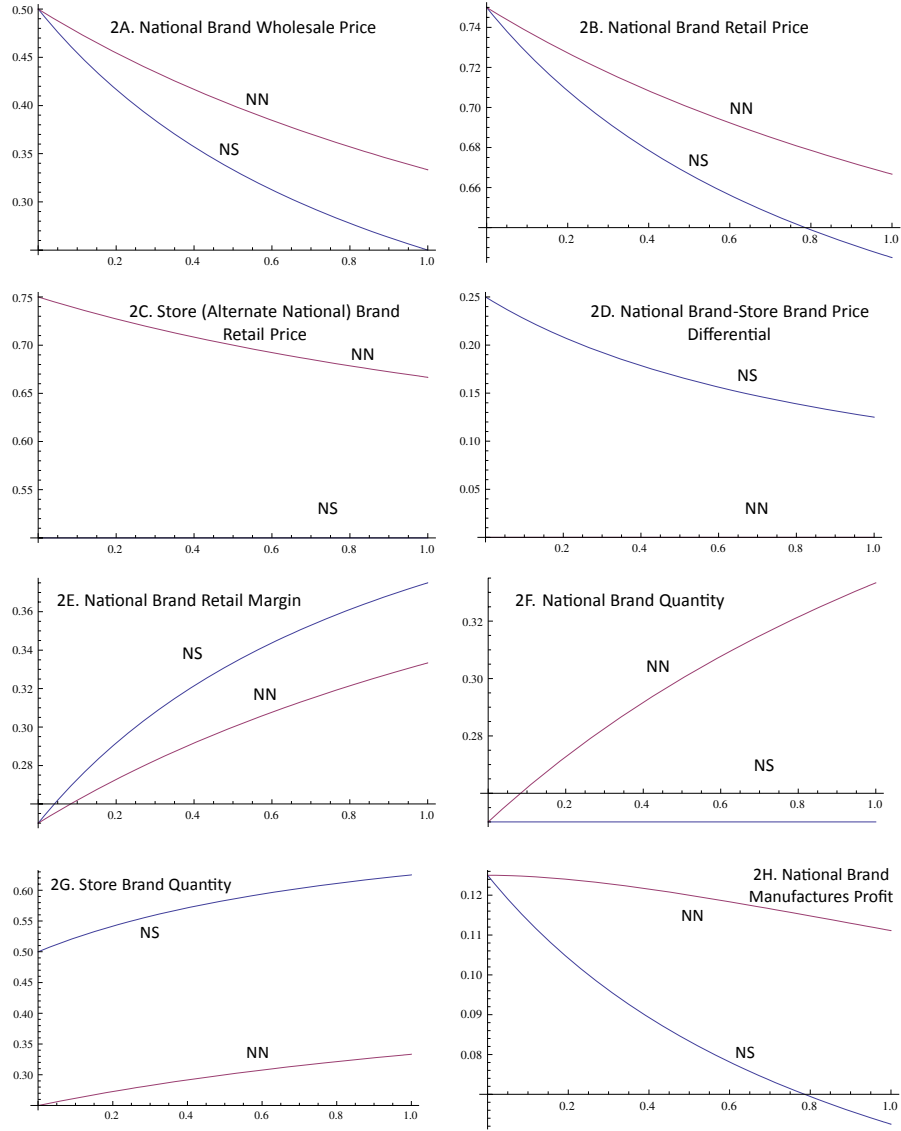 2A. National Brand Wholesale Price
0.50
0.40
0.30
NN
NS
0.2 0.4 0.6 0.8 1.0
2B. National Brand Retail Price
0.74
0.72
0.70
0.68
0.66
NN
NS
0.2 0.4 0.6 0.8 1.0
2C. Store (Alternate National) Brand
Retail Price
0.75
0.70
0.65
0.60
0.55
NN
NS
0.2 0.4 0.6 0.8 1.0
2D. National Brand-Store Brand Price
Differential
0.25
0.20
0.15
0.10
0.05
NS
NN
0.2 0.4 0.6 0.8 1.0
2E. National Brand Retail Margin
0.36
0.34
0.32
0.30
0.28
NS
NN
0.2 0.4 0.6 0.8 1.0
2F. National Brand Quantity
0.32
0.30
0.28
NN
NS
0.2 0.4 0.6 0.8 1.0
2G. Store Brand Quantity
0.60
0.55
0.50
0.45
0.40
0.35
0.30
NS
NN
0.2 0.4 0.6 0.8 1.0
2H. National Brand
Manufactures Profit
0.12
0.11
0.10
0.09
0.08
NN
NS
0.2 0.4 0.6 0.8 1.0